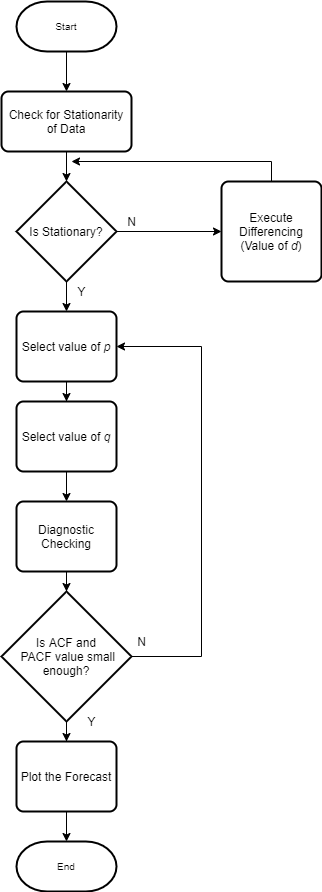 Start
Check for Stationarity
of Data
Is Stationary?
N
Execute
Differencing
(Value of d)
Y
Select value of p
Select value of q
Diagnostic
Checking
Is ACF and
PACF value small
enough?
N
Y
Plot the Forecast
End